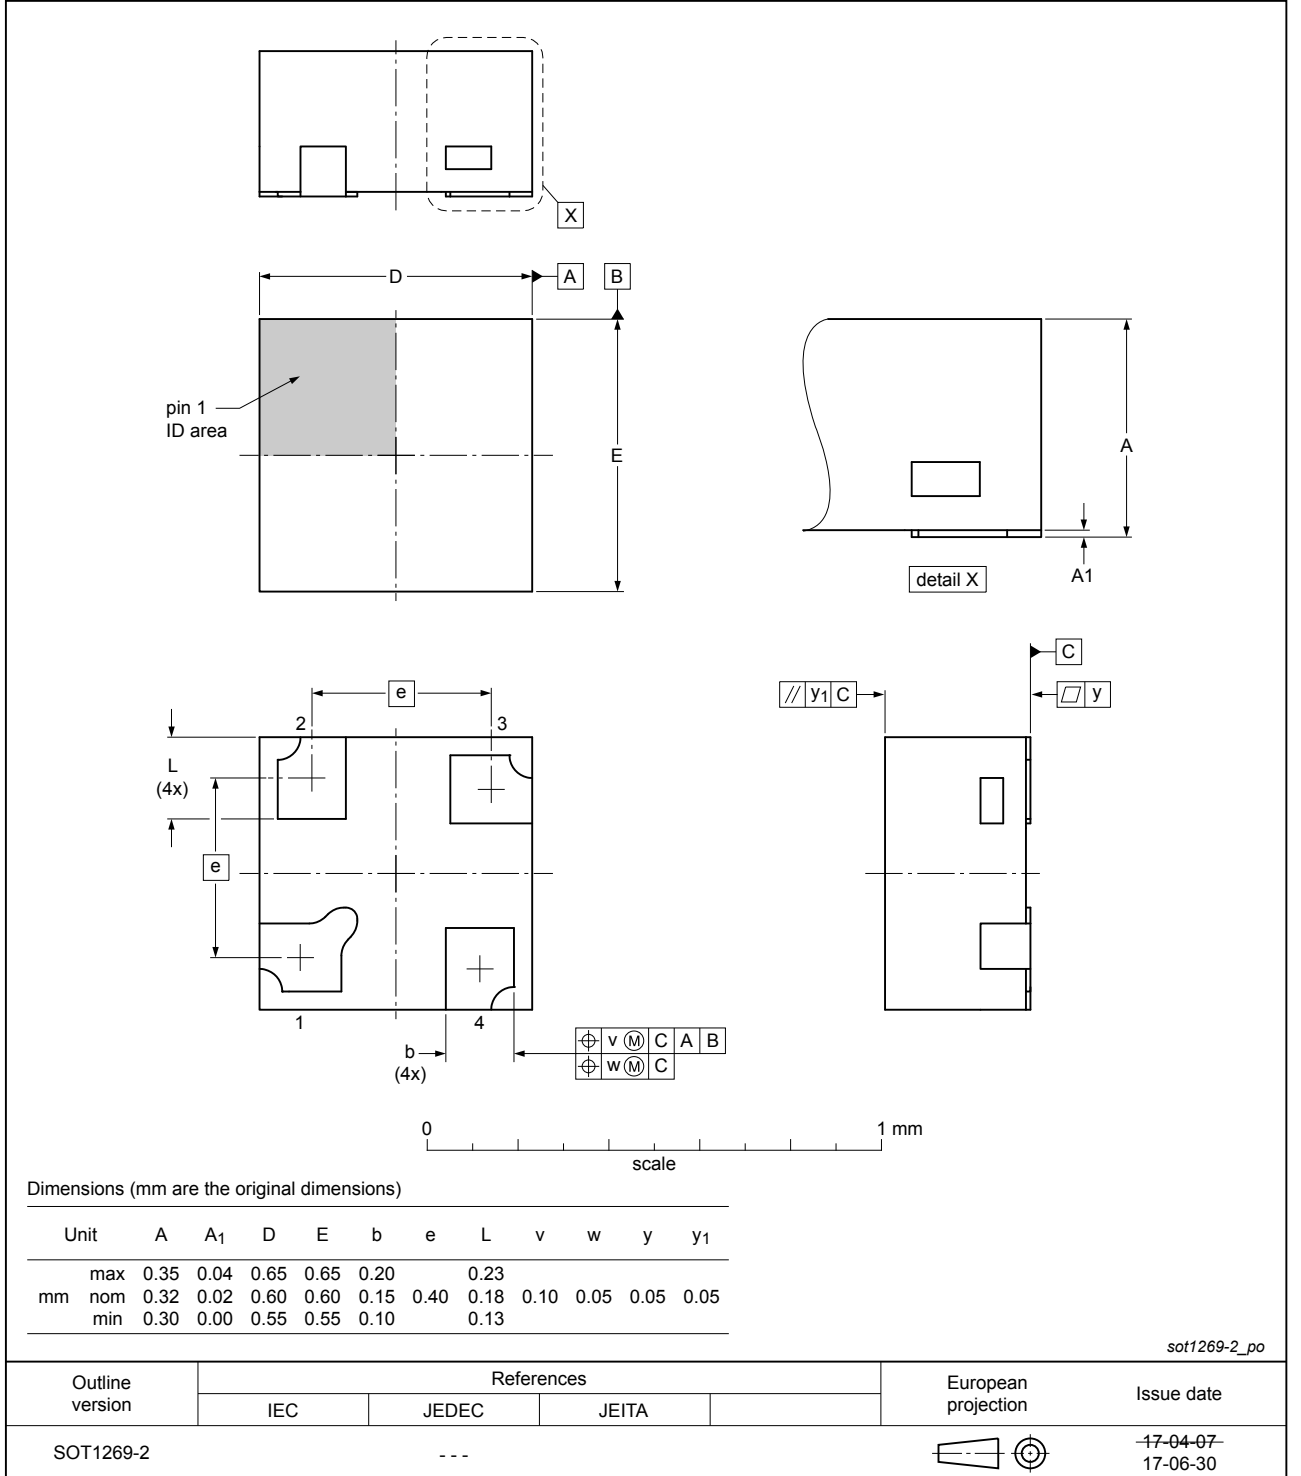 X
D
A
B
pin 1
ID area
E
A
A1
detail X
C
// y1 C
y
e
2
3
L
(4x)
e
1
4
b
(4x)
v M C A B
w M C
0
1 mm
scale
Dimensions (mm are the original dimensions)
Unit A A1 D E b e L v w y y1
max 0.35 0.04 0.65 0.65 0.20 0.23
mm nom 0.32 0.02 0.60 0.60 0.15 0.40 0.18 0.10 0.05 0.05 0.05
min 0.30 0.00 0.55 0.55 0.10 0.13
sot1269-2_po
Outline
version
References
IEC JEDEC JEITA
European
projection
Issue date
SOT1269-2
- - -
17-04-07
17-06-30